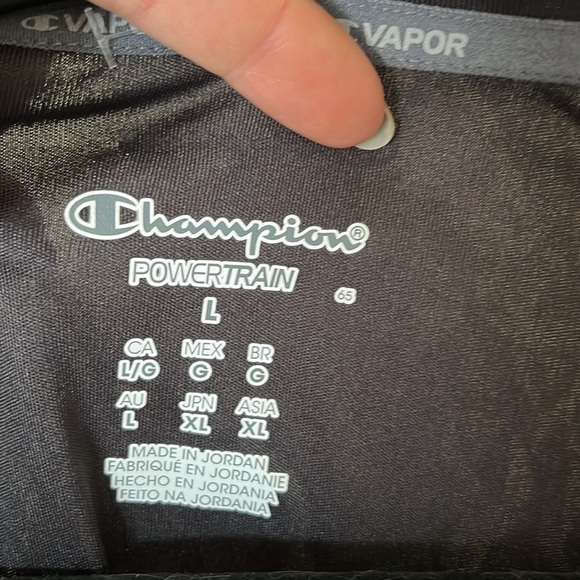 C VAP
VAPOR
Champion®
POWERTRAIN
L
65
CA MEX BR
L/G G G
AU JPN ASIA
L XL XL
MADE IN JORDAN
FABRIQUÉ EN JORDANIE
HECHO EN JORDANIA
FEITO NA JORDANIA